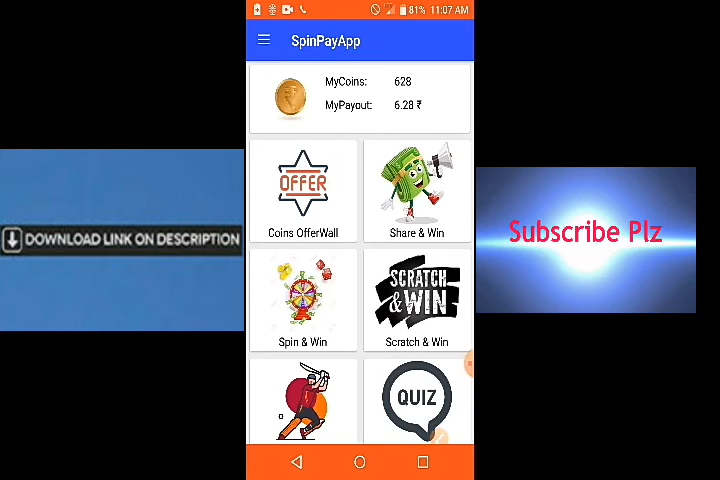 81% 11:07 AM
SpinPayApp
MyCoins: 628
MyPayout: 6.28 ₹
OFFER
Coins OfferWall
Share & Win
SCRATCH
&WIN
Spin & Win
Scratch & Win
QUIZ
DOWNLOAD LINK ON DESCRIPTION
Subscribe Plz